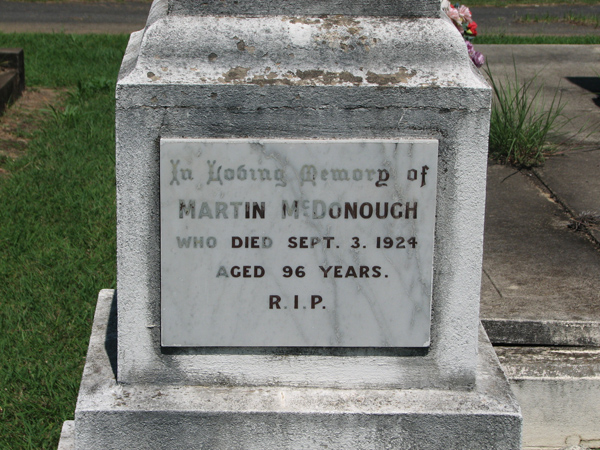 In Loving Memory of
MARTIN McDONOUGH
WHO DIED SEPT. 3. 1924
AGED 96 YEARS.
R.I.P.